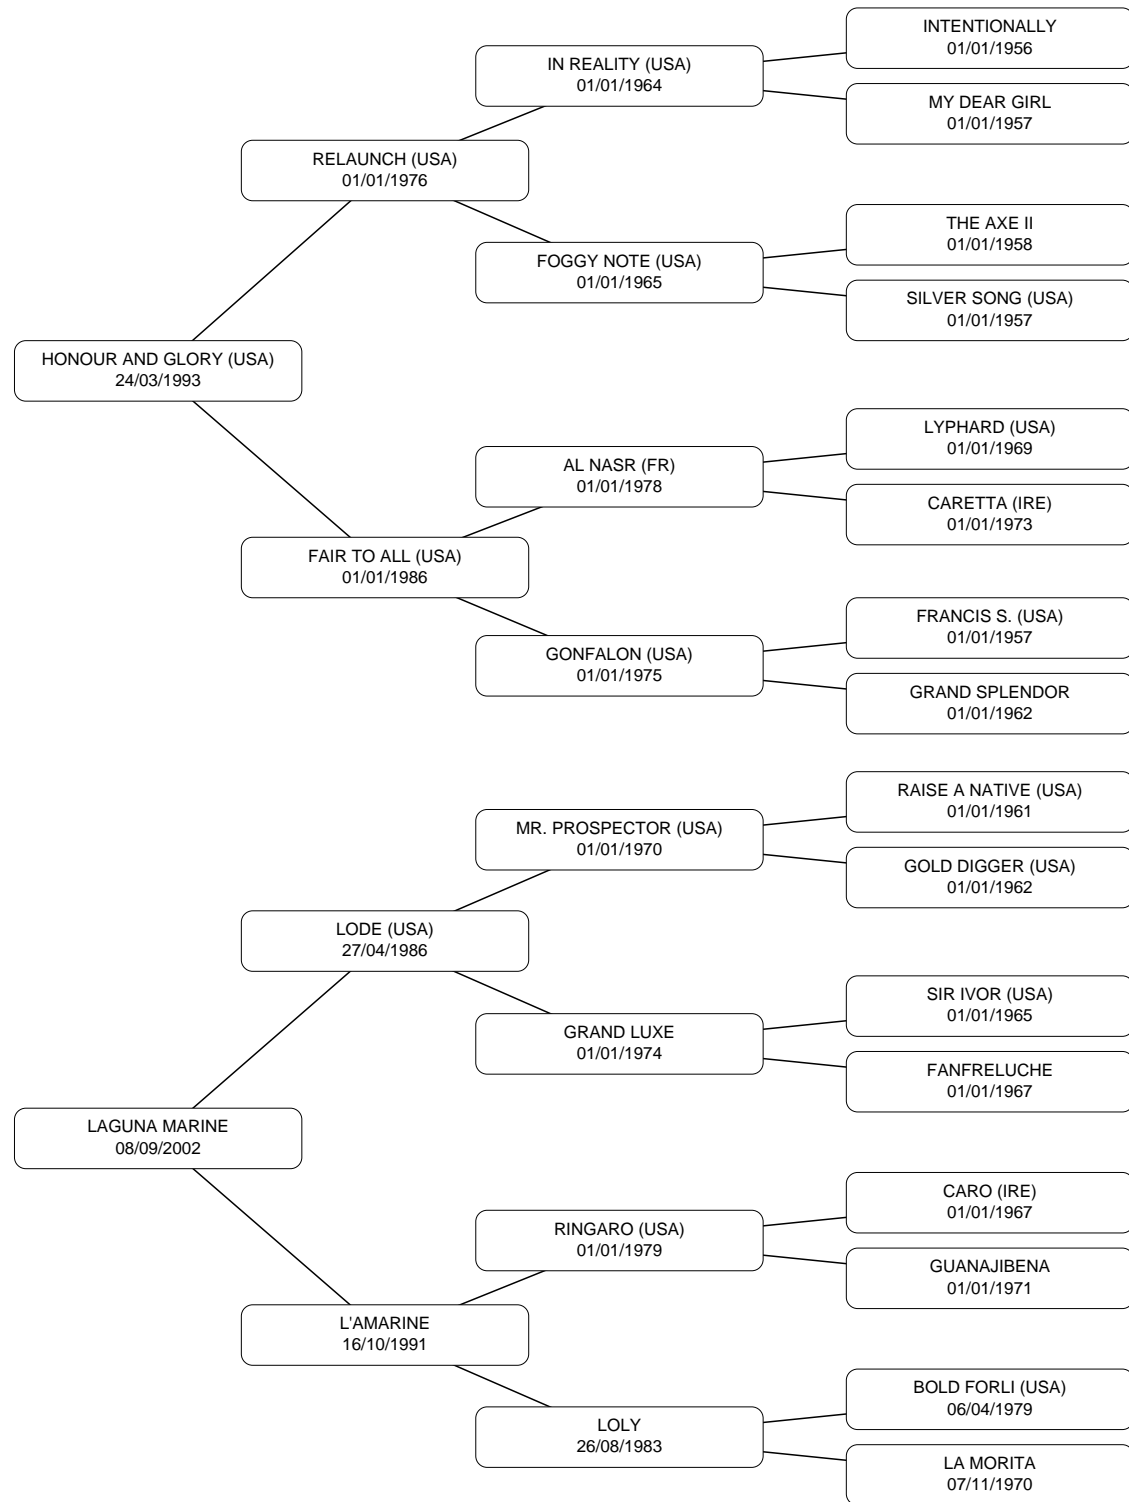 INTENTIONALLY
01/01/1956
IN REALITY (USA)
01/01/1964
MY DEAR GIRL
01/01/1957
RELAUNCH (USA)
01/01/1976
THE AXE II
01/01/1958
FOGGY NOTE (USA)
01/01/1965
SILVER SONG (USA)
01/01/1957
HONOUR AND GLORY (USA)
24/03/1993
LYPHARD (USA)
01/01/1969
AL NASR (FR)
01/01/1978
CARETTA (IRE)
01/01/1973
FAIR TO ALL (USA)
01/01/1986
FRANCIS S. (USA)
01/01/1957
GONFALON (USA)
01/01/1975
GRAND SPLENDOR
01/01/1962
RAISE A NATIVE (USA)
01/01/1961
MR. PROSPECTOR (USA)
01/01/1970
GOLD DIGGER (USA)
01/01/1962
LODE (USA)
27/04/1986
SIR IVOR (USA)
01/01/1965
GRAND LUXE
01/01/1974
FANFRELUCHE
01/01/1967
LAGUNA MARINE
08/09/2002
CARO (IRE)
01/01/1967
RINGARO (USA)
01/01/1979
GUANAJIBENA
01/01/1971
L'AMARINE
16/10/1991
BOLD FORLI (USA)
06/04/1979
LOLY
26/08/1983
LA MORITA
07/11/1970